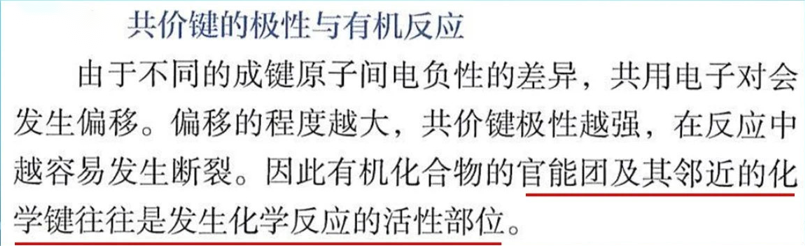 共价键的极性与有机反应
由于不同的成键原子间电负性的差异，共用电子对会
发生偏移。偏移的程度越大，共价键极性越强，在反应中
越容易发生断裂。因此有机化合物的官能团及其邻近的化
学键往往是发生化学反应的活性部位。